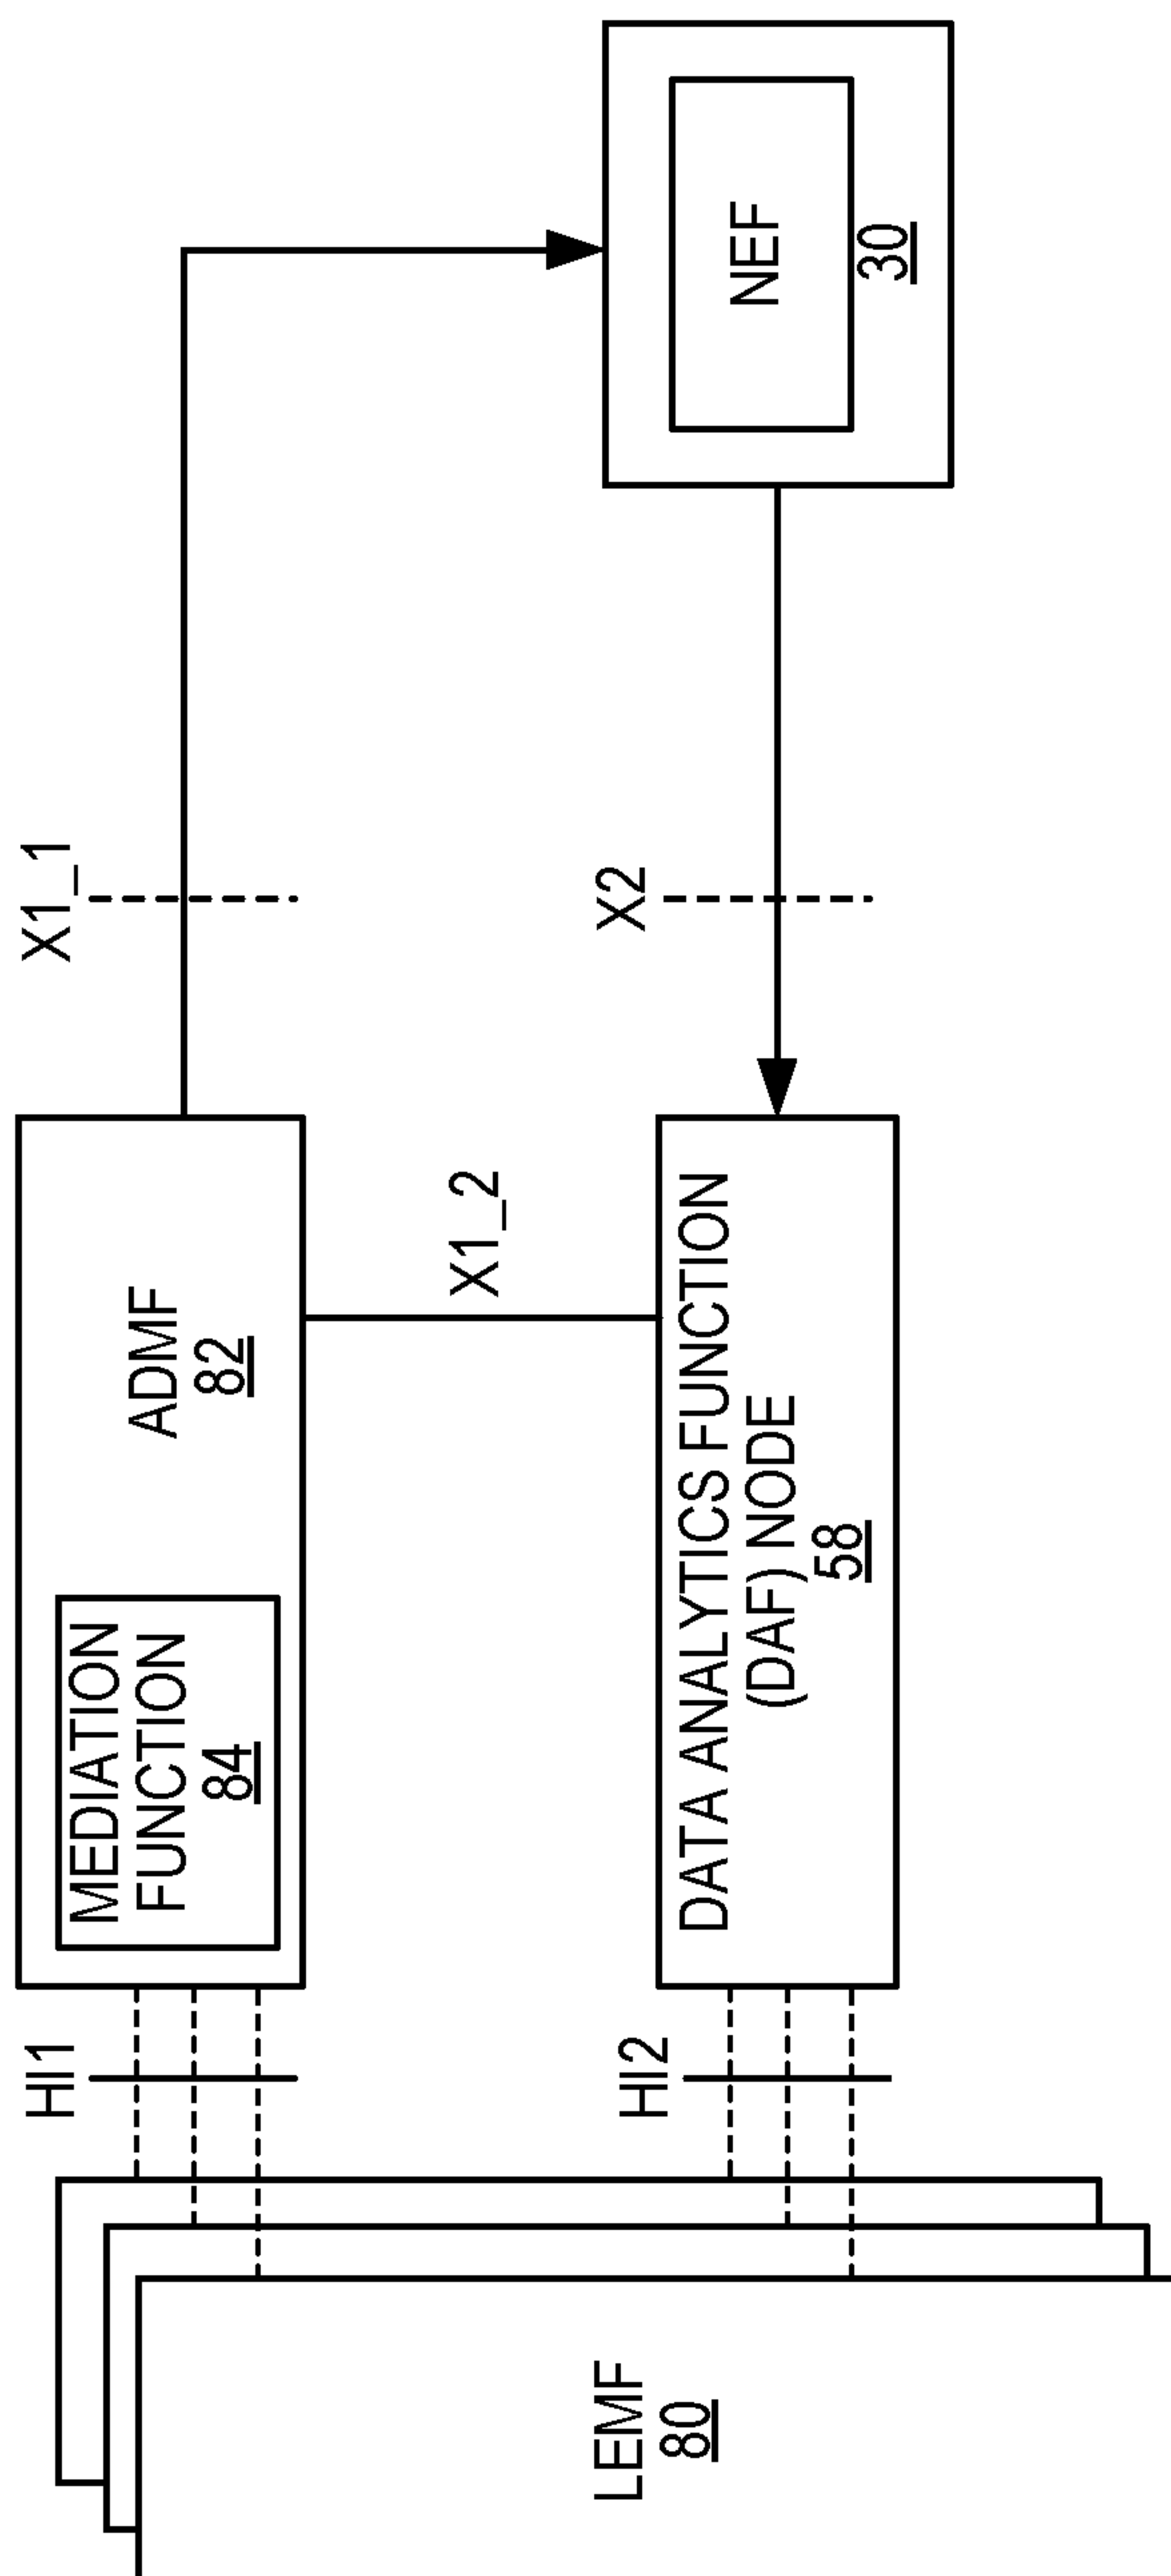 HI1
MEDIATION
FUNCTION
84
ADMF
82
X1_1
LEMF
80
X1_2
HI2
DATA ANALYTICS FUNCTION
(DAF) NODE
58
X2
NEF
30